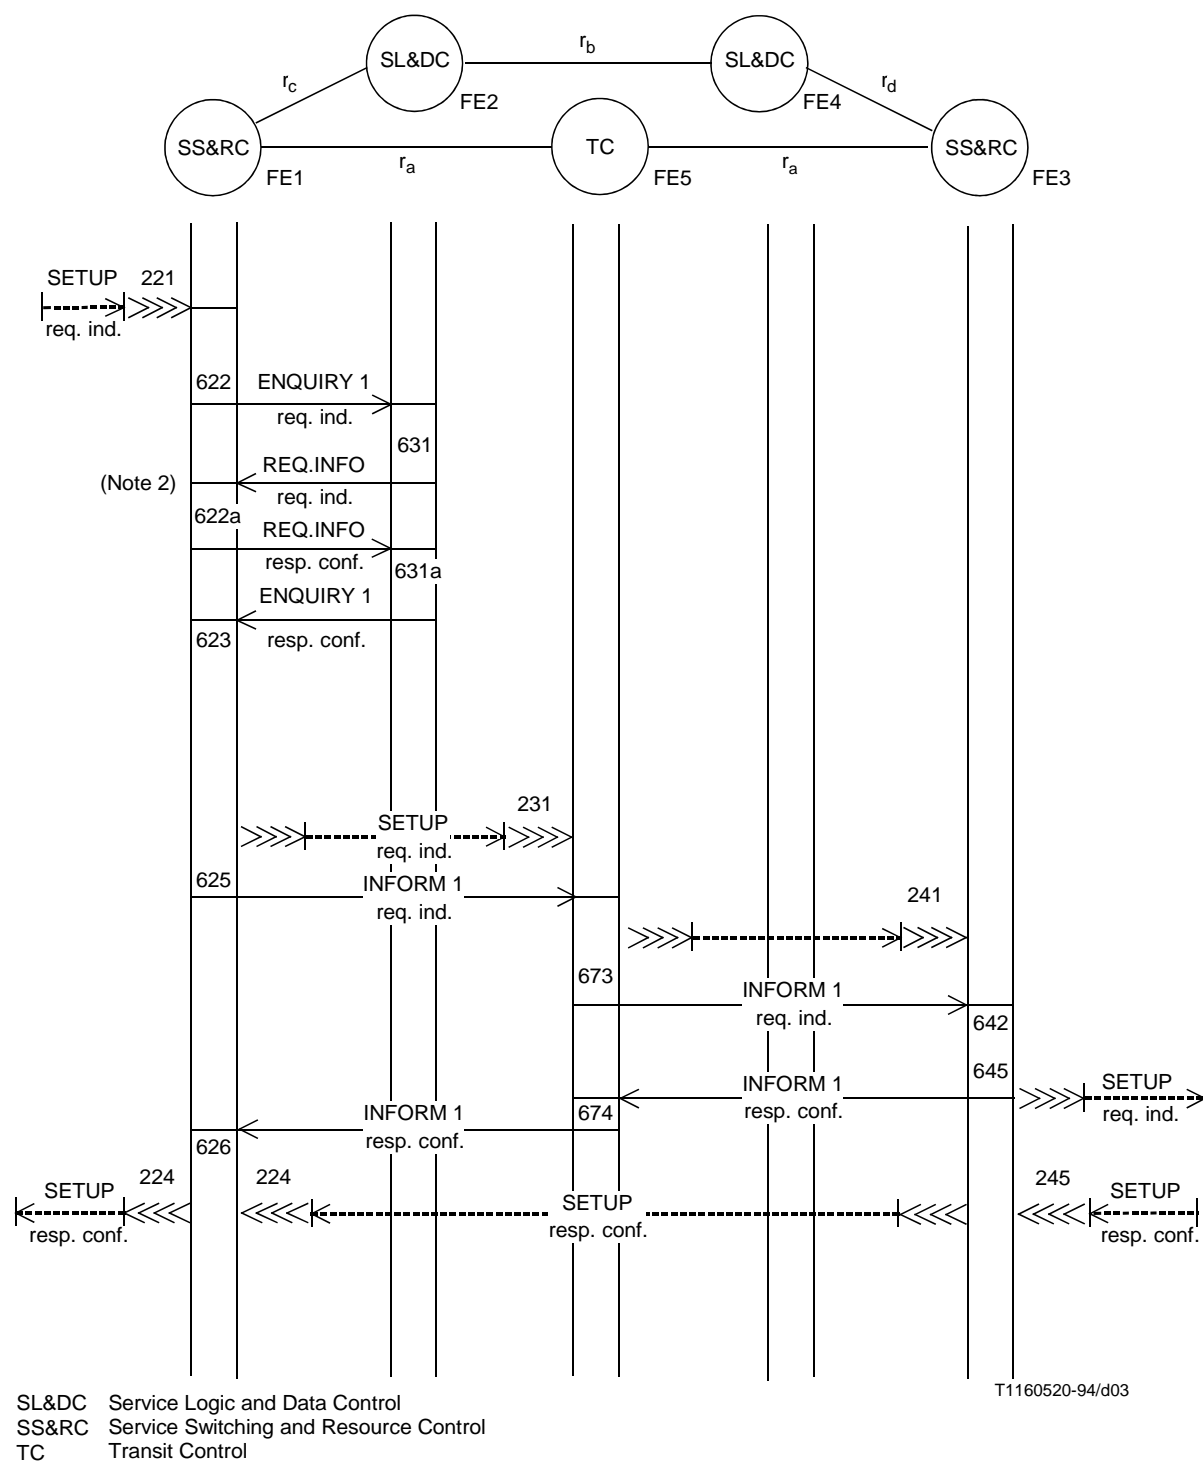 SL&DC
r_b
SL&DC
r_c
FE2
FE4
r_d
SS&RC
TC
SS&RC
FE1
r_a
FE5
r_a
FE3
SETUP 221
req. ind.
622 ENQUIRY 1
req. ind.
631
REQ.INFO
(Note 2)
req. ind.
622a
REQ.INFO
resp. conf.
631a
ENQUIRY 1
623 resp. conf.
231
SETUP
req. ind.
625 INFORM 1
req. ind.
241
673
INFORM 1
req. ind.
642
645
INFORM 1
resp. conf.
SETUP
req. ind.
INFORM 1
674
resp. conf.
626
SETUP 224
resp. conf.
224
SETUP
resp. conf.
245 SETUP
resp. conf.
T1160520-94/d03
SL&DC Service Logic and Data Control
SS&RC Service Switching and Resource Control
TC Transit Control